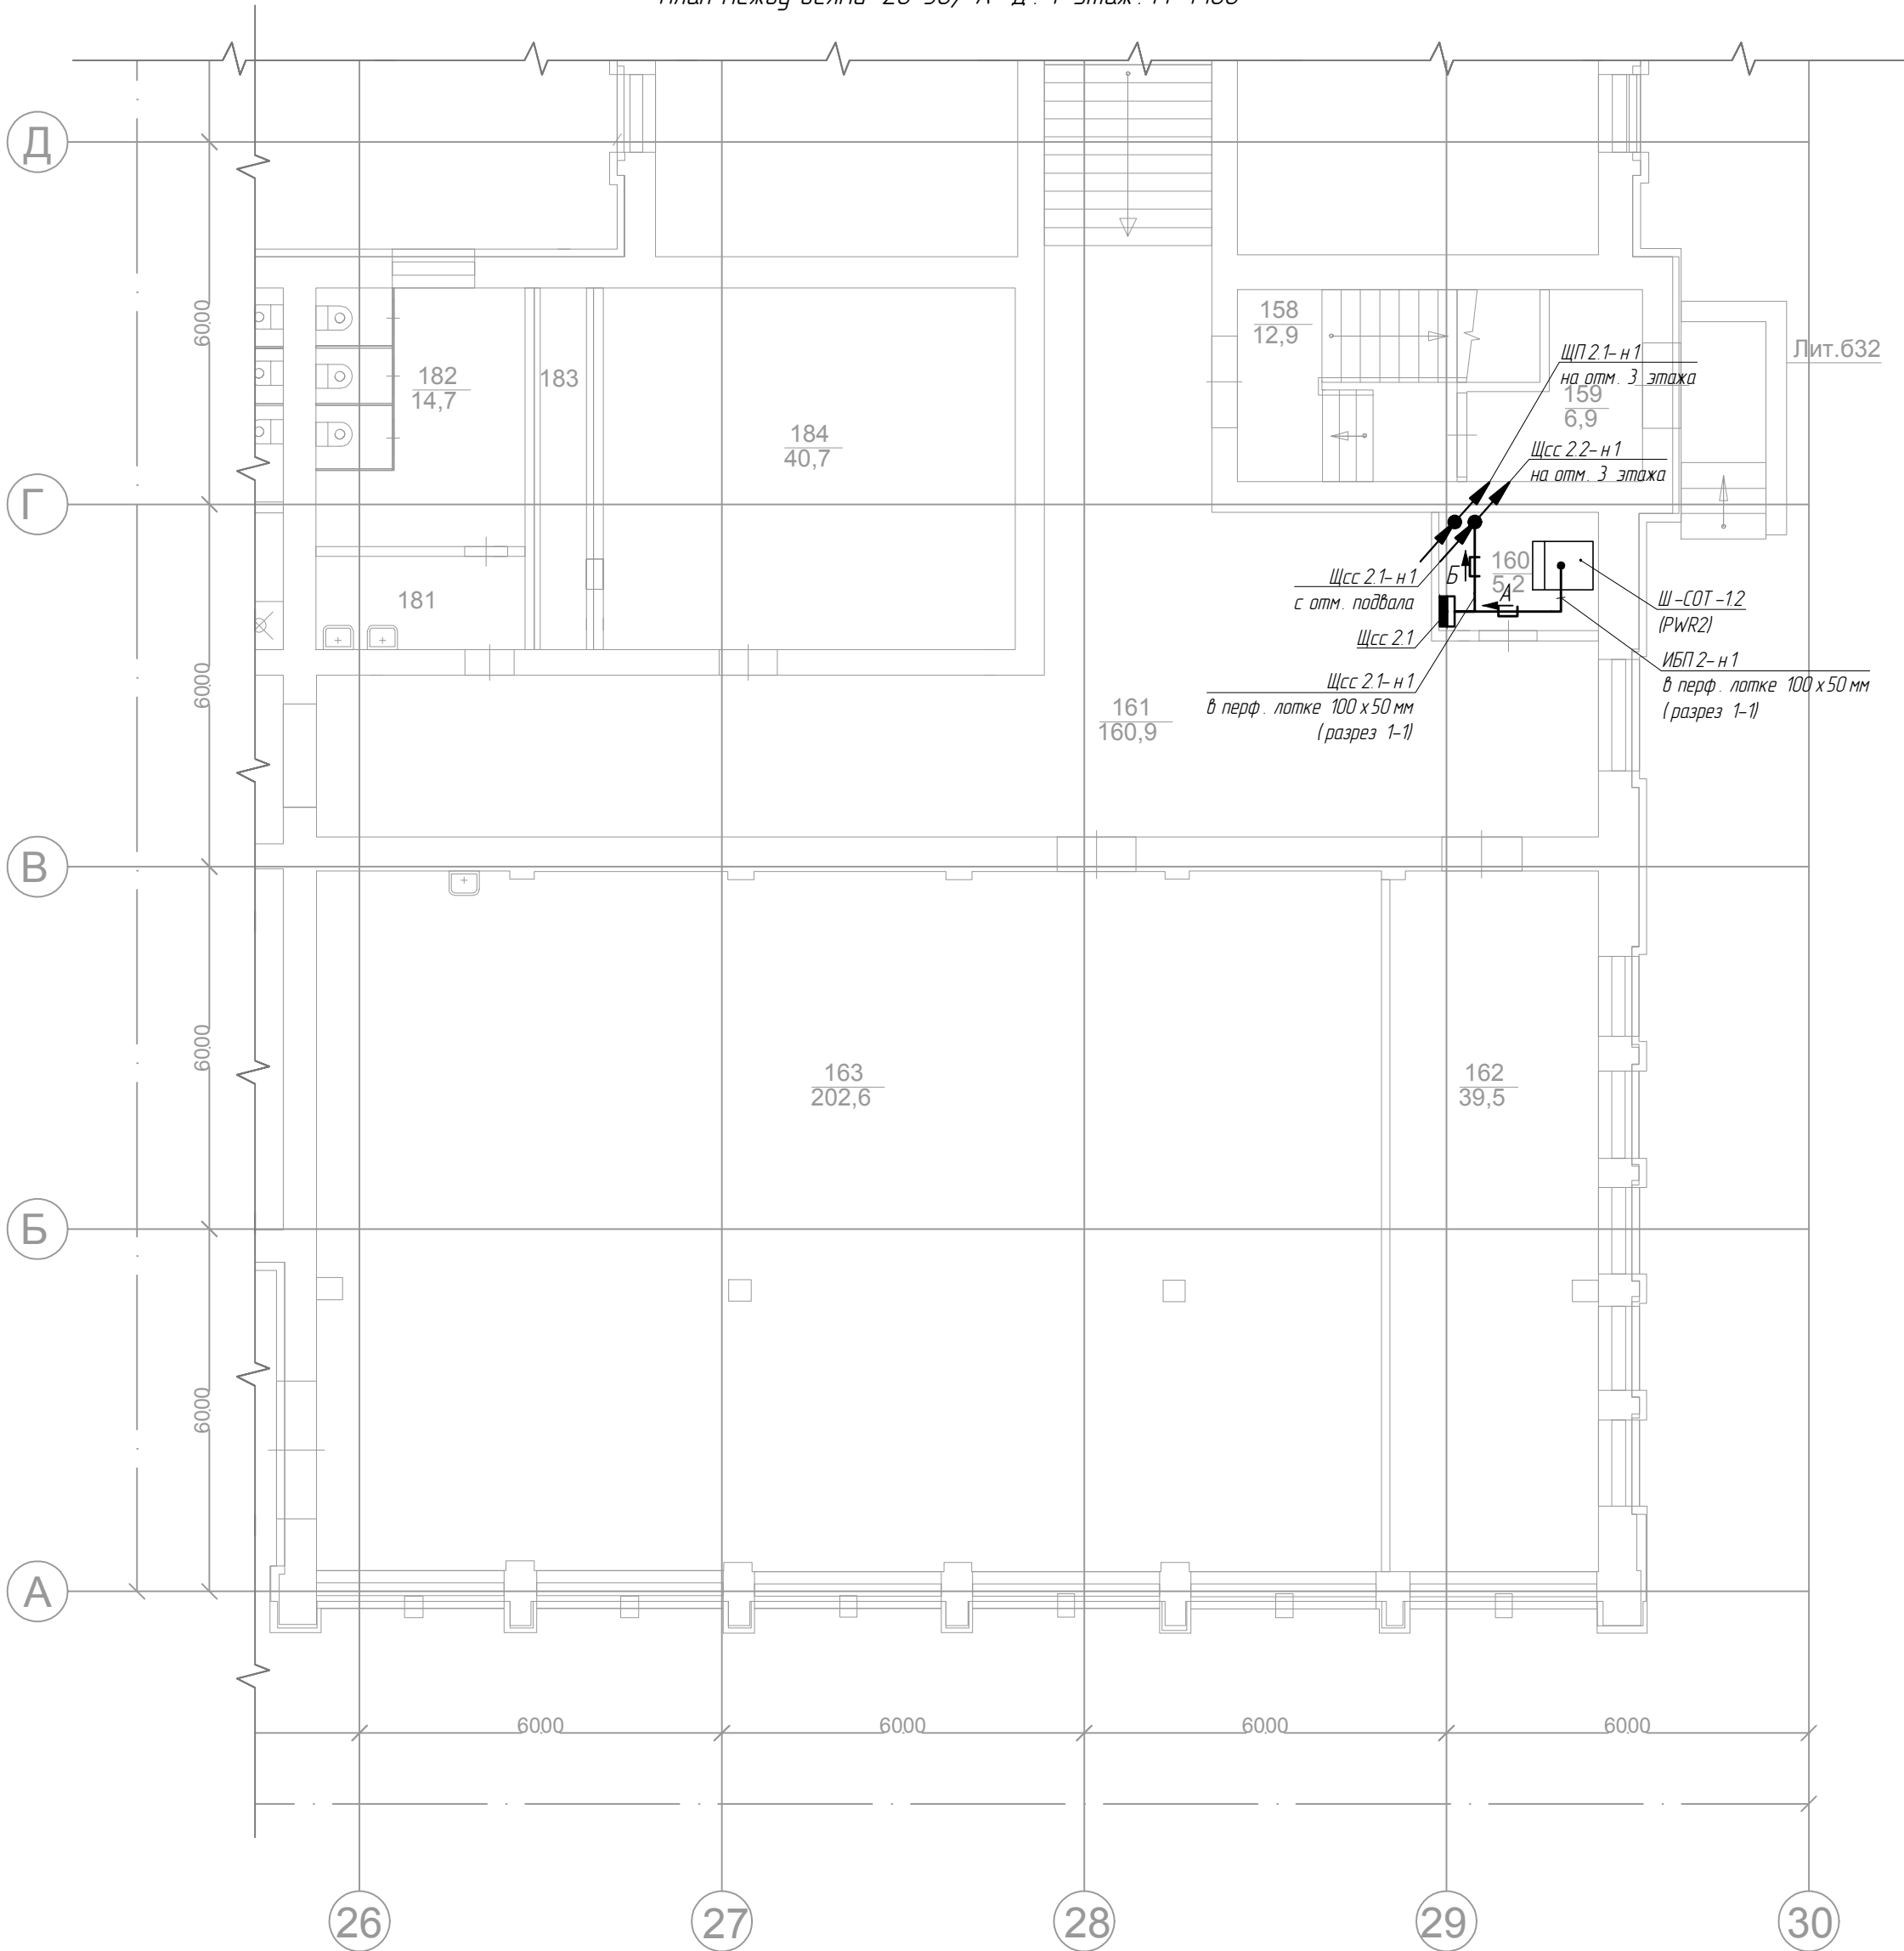 Д
6000
158
12,9
ЩП 2.1-н1
на отм. 3 этажа
Лит.б32
182
14,7
183
159
6,9
184
40,7
Щсс 2.2-н1
на отм. 3 этажа
Г
160
5,2
Щсс 2.1-н1
с отм. подвала
Б
А
Ш-СОТ-1.2
(PWR2)
181
Щсс 2.1
ИБП 2-н1
в перф. лотке 100х50 мм
(разрез 1-1)
Щсс 2.1-н1
в перф. лотке 100х50 мм
(разрез 1-1)
6000
161
160,9
В
6000
163
202,6
162
39,5
Б
6000
А
6000
6000
6000
6000
26
27
28
29
30